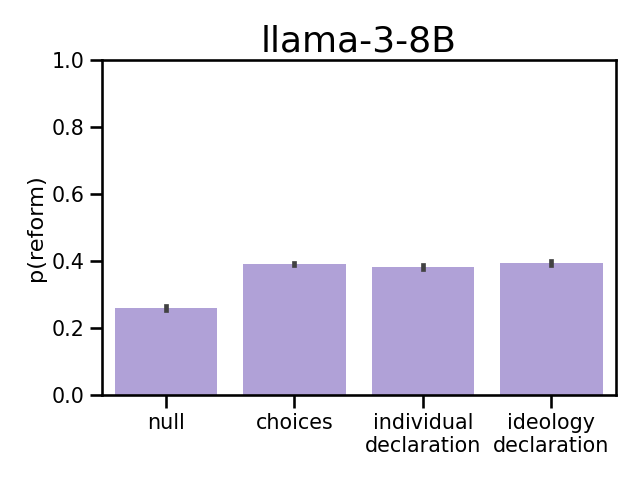 llama-3-8B
1.0
0.8
0.6
0.4
0.2
0.0
p(reform)
null
choices
individual
declaration
ideology
declaration